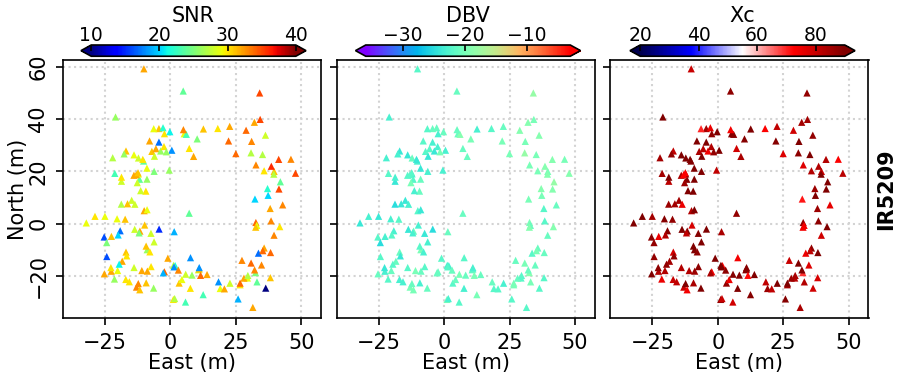 SNR DBV Xc
10 20 30 40 −30 −20 −10 20 40 60 80
60
40
20
0
−20
North (m)
IR5209
−25 0 25 50 −25 0 25 50 −25 0 25 50
East (m) East (m) East (m)